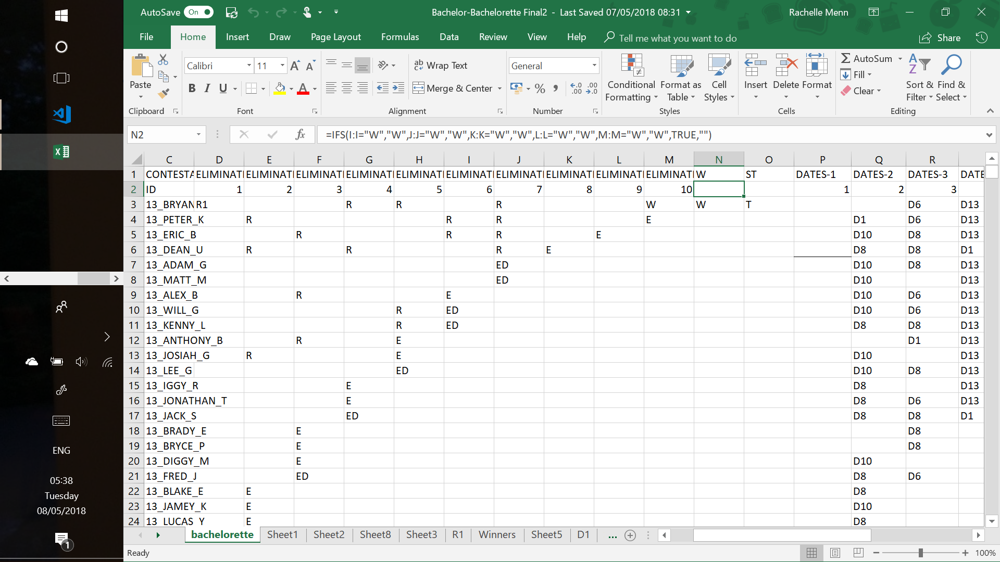 AutoSave On
Bachelor-Bachelorette Final2 - Last Saved 07/05/2018 08:31
Rachelle Menn
File Home Insert Draw Page Layout Formulas Data Review View Help Tell me what you want to do
Share
Paste
Clipboard
Calibri 11
B I U
Font
Wrap Text
Merge & Center
Alignment
General
Number
Conditional Formatting
Format as Table
Cell Styles
Styles
Insert Delete Format
Cells
AutoSum
Fill
Clear
Sort & Filter
Find & Select
Editing
N2
fx
=IFS(I:I="W","W",J:J="W","W",K:K="W","W",L:L="W","W",M:M="W","W",TRUE,"")
C D E F G H I J K L M N O P Q R
1 CONTESTA ELIMINATI ELIMINATI ELIMINATI ELIMINATI ELIMINATI ELIMINATI ELIMINATI ELIMINATI ELIMINATI ELIMINATI W ST DATES-1 DATES-2 DATES-3 DATE
2 ID 1 2 3 4 5 6 7 8 9 10 1 2 3
3 13_BRYAN R1 R R R W W T D6 D13
4 13_PETER_K R R R E D1 D6 D13
5 13_ERIC_B R R R E D10 D8 D13
6 13_DEAN_U R R R E D8 D8 D1
7 13_ADAM_G ED D10 D8 D13
8 13_MATT_M ED D10 D13
9 13_ALEX_B R E D10 D6 D13
10 13_WILL_G R ED D10 D6 D13
11 13_KENNY_L R ED D8 D8 D13
12 13_ANTHONY_B R E D1 D13
13 13_JOSIAH_G R E D10 D13
14 13_LEE_G ED D10 D8 D13
15 13_IGGY_R E D8 D13
16 13_JONATHAN_T E D8 D6 D13
17 13_JACK_S ED D8 D8 D1
18 13_BRADY_E E D8
19 13_BRYCE_P E D8
20 13_DIGGY_M E D10
21 13_FRED_J ED D8 D6
22 13_BLAKE_E E D8
23 13_JAMEY_K E D10
24 13_LUCAS_Y E D8
bachelorette Sheet1 Sheet2 Sheet8 Sheet3 R1 Winners Sheet5 D1 ...
Ready
100%
ENG
05:38
Tuesday
08/05/2018
1